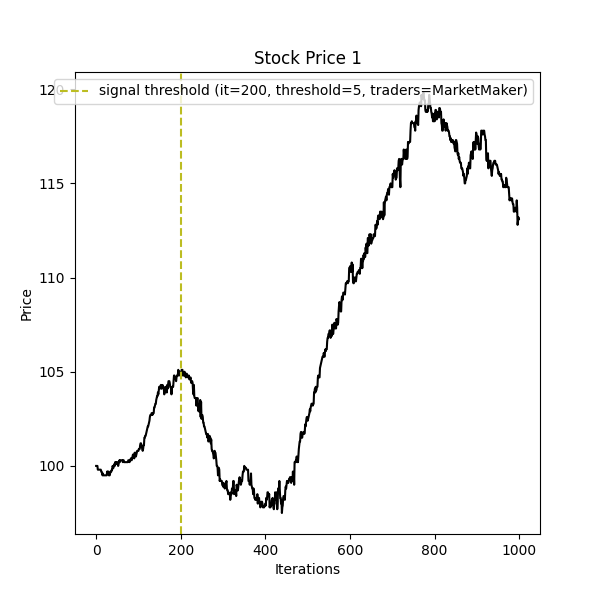 Stock Price 1
signal threshold (it=200, threshold=5, traders=MarketMaker)
120
115
110
105
100
Price
0 200 400 600 800 1000
Iterations